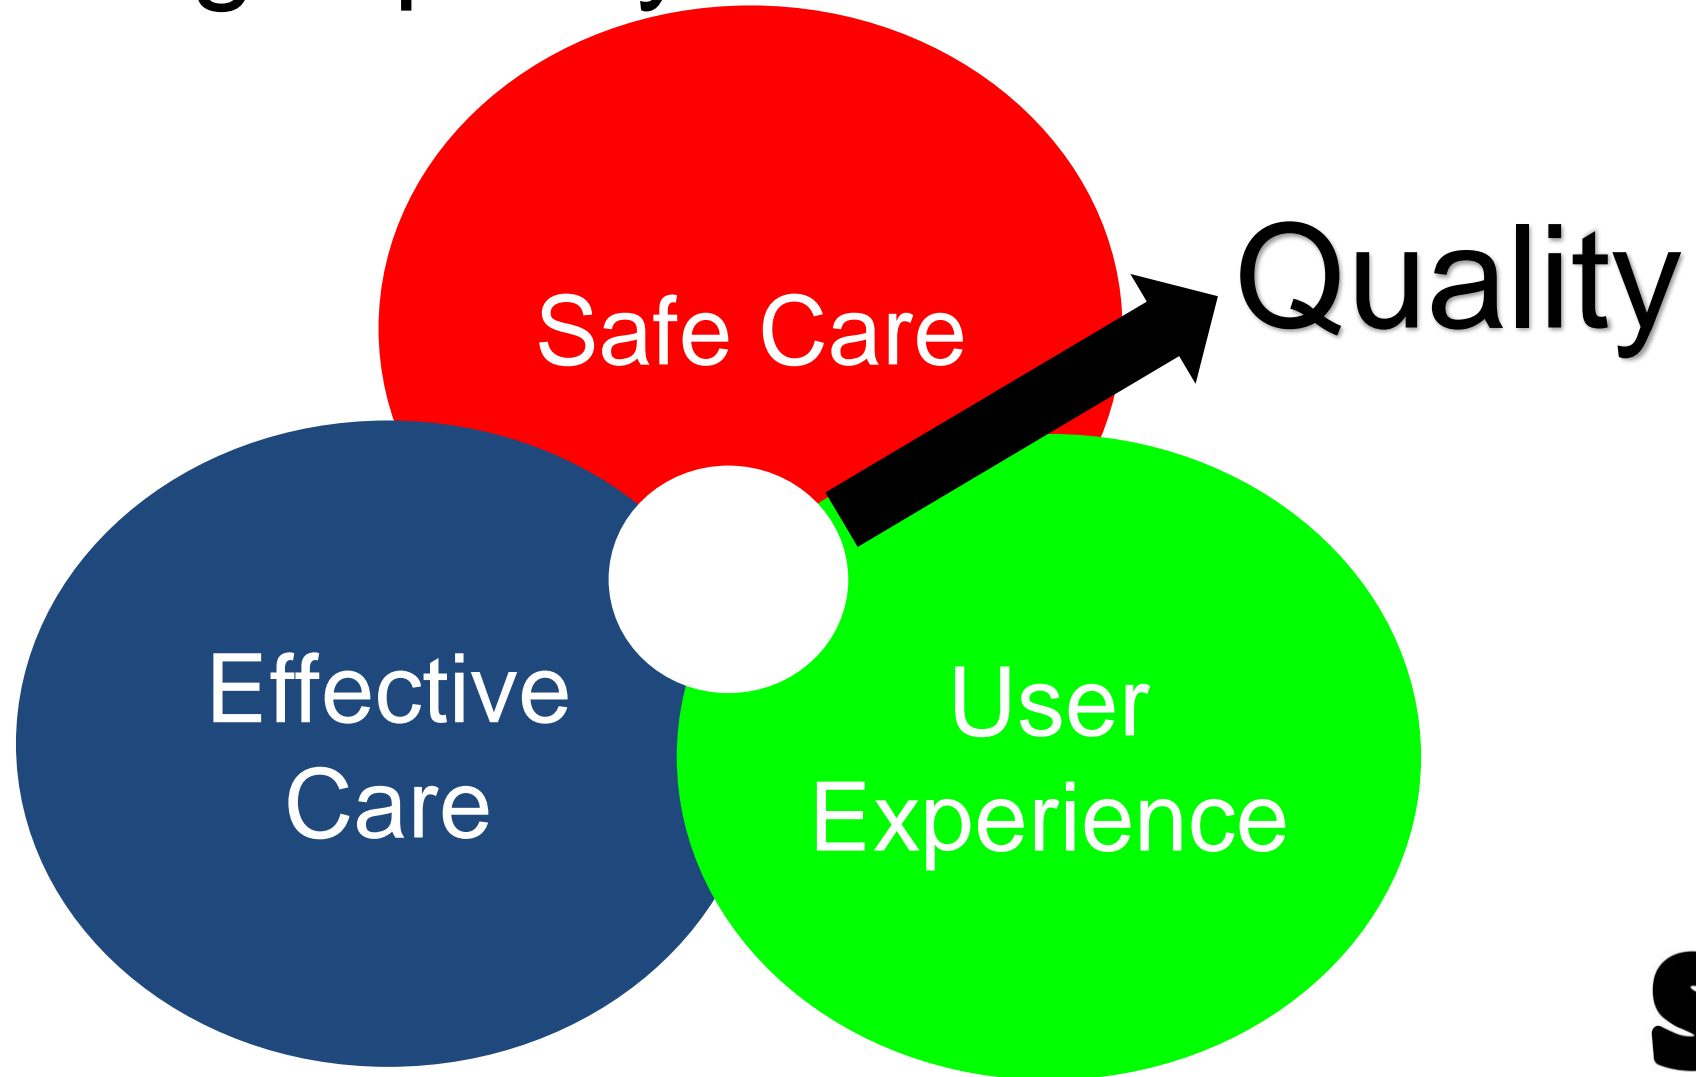 Safe Care
Quality
Effective
Care
User
Experience